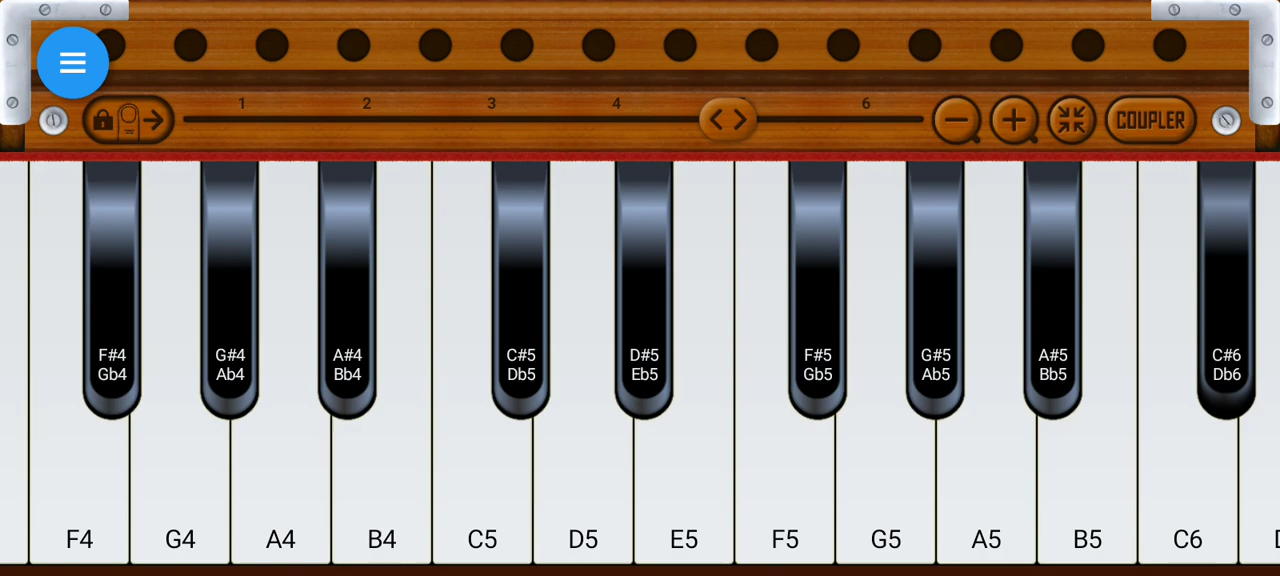 1 2 3 4 6
COUPLER
F#4 G#4 A#4 C#5 D#5 F#5 G#5 A#5 C#6
Gb4 Ab4 Bb4 Db5 Eb5 Gb5 Ab5 Bb5 Db6
F4 G4 A4 B4 C5 D5 E5 F5 G5 A5 B5 C6